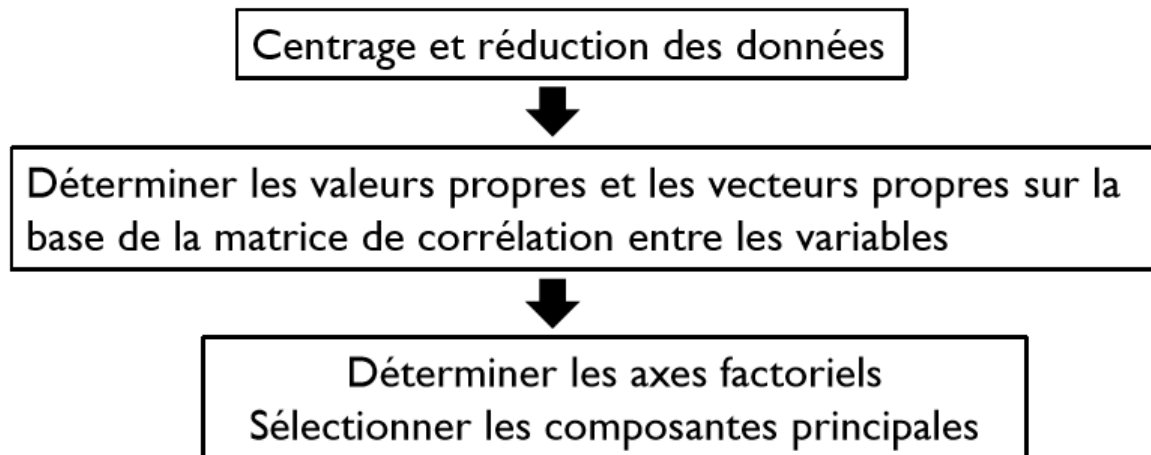 Centrage et réduction des données
Déterminer les valeurs propres et les vecteurs propres sur la
base de la matrice de corrélation entre les variables
Déterminer les axes factoriels
Sélectionner les composantes principales